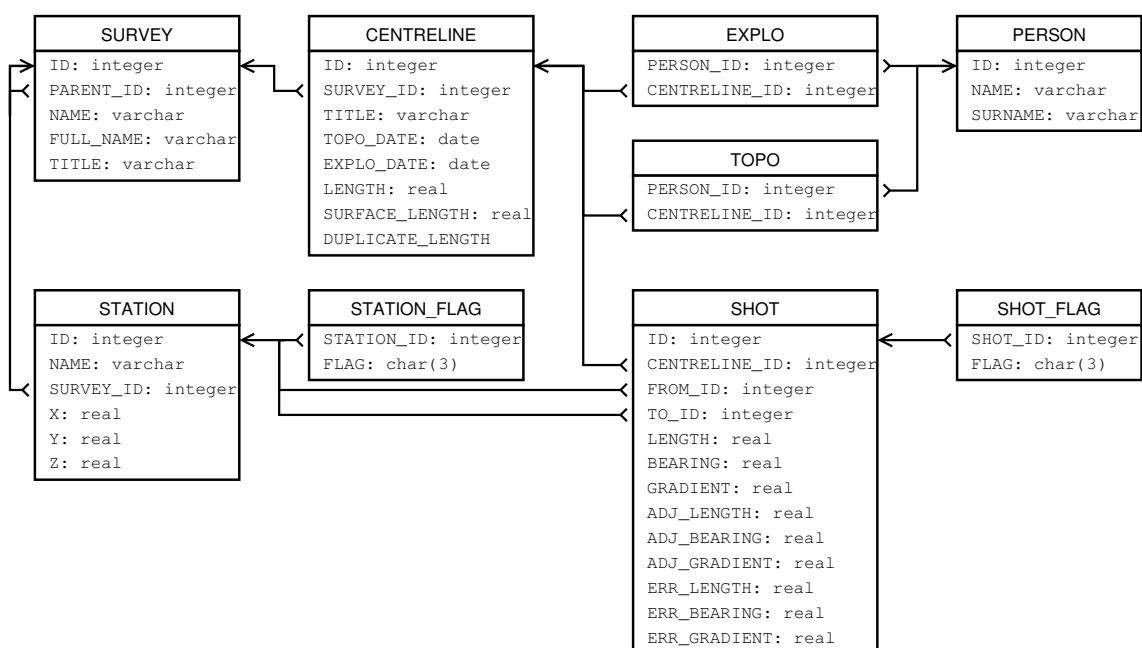 SURVEY
ID: integer
PARENT_ID: integer
NAME: varchar
FULL_NAME: varchar
TITLE: varchar
CENTRELINE
ID: integer
SURVEY_ID: integer
TITLE: varchar
TOPO_DATE: date
EXPLO_DATE: date
LENGTH: real
SURFACE_LENGTH: real
DUPLICATE_LENGTH
EXPLO
PERSON_ID: integer
CENTRELINE_ID: integer
PERSON
ID: integer
NAME: varchar
SURNAME: varchar
TOPO
PERSON_ID: integer
CENTRELINE_ID: integer
STATION
ID: integer
NAME: varchar
SURVEY_ID: integer
X: real
Y: real
Z: real
STATION_FLAG
STATION_ID: integer
FLAG: char(3)
SHOT
ID: integer
CENTRELINE_ID: integer
FROM_ID: integer
TO_ID: integer
LENGTH: real
BEARING: real
GRADIENT: real
ADJ_LENGTH: real
ADJ_BEARING: real
ADJ_GRADIENT: real
ERR_LENGTH: real
ERR_BEARING: real
ERR_GRADIENT: real
SHOT_FLAG
SHOT_ID: integer
FLAG: char(3)